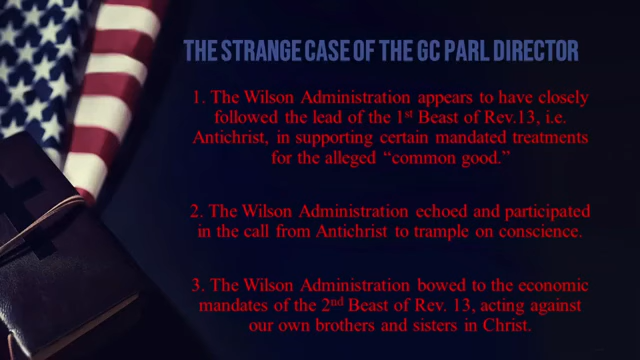 THE STRANGE CASE OF THE GC PARL DIRECTOR
1. The Wilson Administration appears to have closely
followed the lead of the 1st Beast of Rev.13, i.e.
Antichrist, in supporting certain mandated treatments
for the alleged “common good.”
2. The Wilson Administration echoed and participated
in the call from Antichrist to trample on conscience.
3. The Wilson Administration bowed to the economic
mandates of the 2nd Beast of Rev. 13, acting against
our own brothers and sisters in Christ.